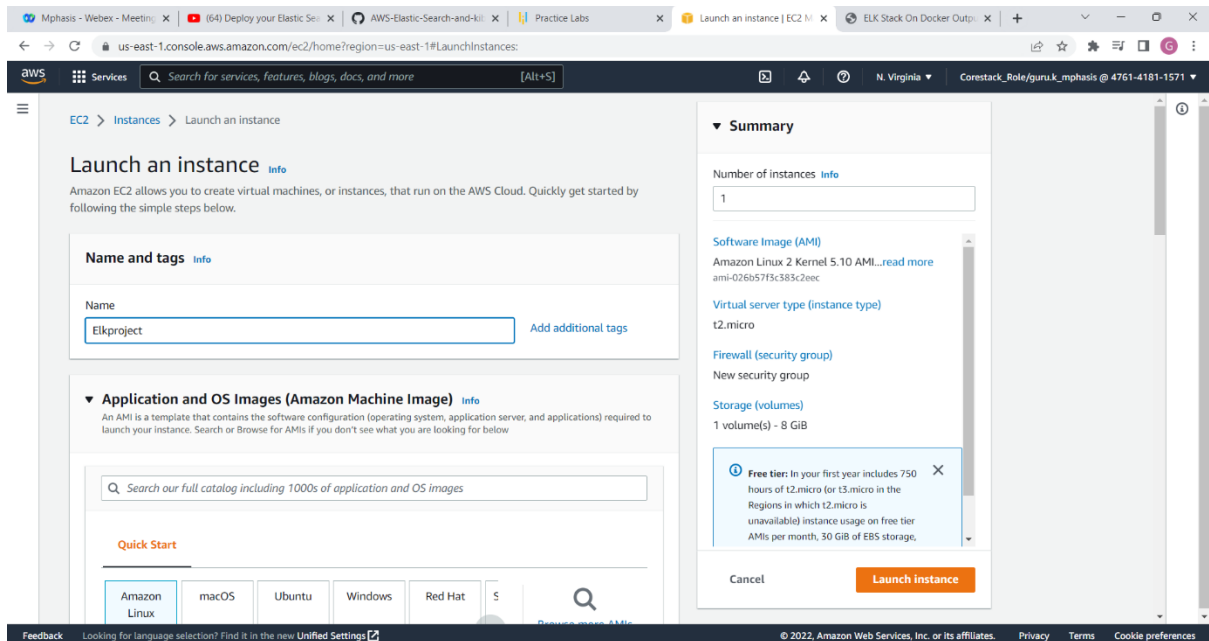 Mphasis - Webex - Meeting
(64) Deploy your Elastic Sea
AWS-Elastic-Search-and-kib
Practice Labs
Launch an instance | EC2 M
ELK Stack On Docker Outpu
us-east-1.console.aws.amazon.com/ec2/home?region=us-east-1#LaunchInstances:
G
aws
Services
Search for services, features, blogs, docs, and more [Alt+S]
N. Virginia
Corestack_Role/guru.k_mphasis @ 4761-4181-1571
EC2 > Instances > Launch an instance
Launch an instance Info
Amazon EC2 allows you to create virtual machines, or instances, that run on the AWS Cloud. Quickly get started by
following the simple steps below.
Name and tags Info
Name
Elkproject
Add additional tags
Application and OS Images (Amazon Machine Image) Info
An AMI is a template that contains the software configuration (operating system, application server, and applications) required to
launch your instance. Search or Browse for AMIs if you don't see what you are looking for below
Search our full catalog including 1000s of application and OS images
Quick Start
Amazon
Linux
macOS
Ubuntu
Windows
Red Hat
S
Browse more AMIs
Summary
Number of instances Info
1
Software Image (AMI)
Amazon Linux 2 Kernel 5.10 AMI...read more
ami-026b57f3c383c2eec
Virtual server type (instance type)
t2.micro
Firewall (security group)
New security group
Storage (volumes)
1 volume(s) - 8 GiB
Free tier: In your first year includes 750
hours of t2.micro (or t3.micro in the
Regions in which t2.micro is
unavailable) instance usage on free tier
AMIs per month, 30 GiB of EBS storage,
Cancel
Launch instance
Feedback
Looking for language selection? Find it in the new Unified Settings
© 2022, Amazon Web Services, Inc. or its affiliates.
Privacy
Terms
Cookie preferences